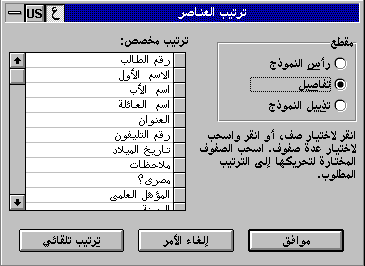 ترتيب العناصر
ع
US
مقطع
رأس النموذج
تفاصيل
تذييل النموذج
ترتيب مخصص:
رقم الطالب
الاسم الأول
اسم الأب
اسم العائلة
العنوان
رقم التليفون
تاريخ الميلاد
ملاحظات
مصرى؟
المؤهل العلمى
انقر لاختيار صف، أو انقر واسحب
لاختيار عدة صفوف. اسحب الصفوف
المختارة لتحريكها إلى الترتيب
المطلوب.
موافق
إلغاء الأمر
ترتيب تلقائي